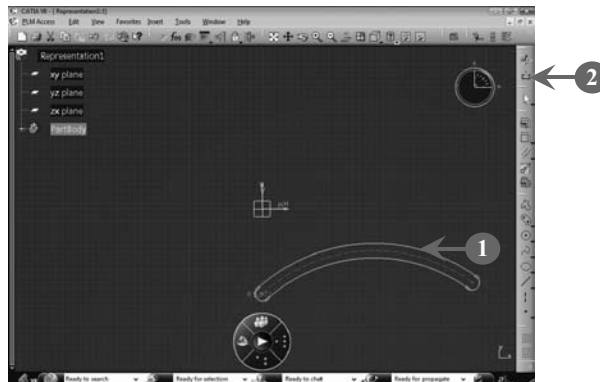 CATIA V6 - [Representation1:1]
PLM Access Edit View Favorites Insert Tools Window Help
Representation1
xy plane
yz plane
zx plane
PartBody
2
1
Ready to search Ready for selection Ready to chat Ready for propagate